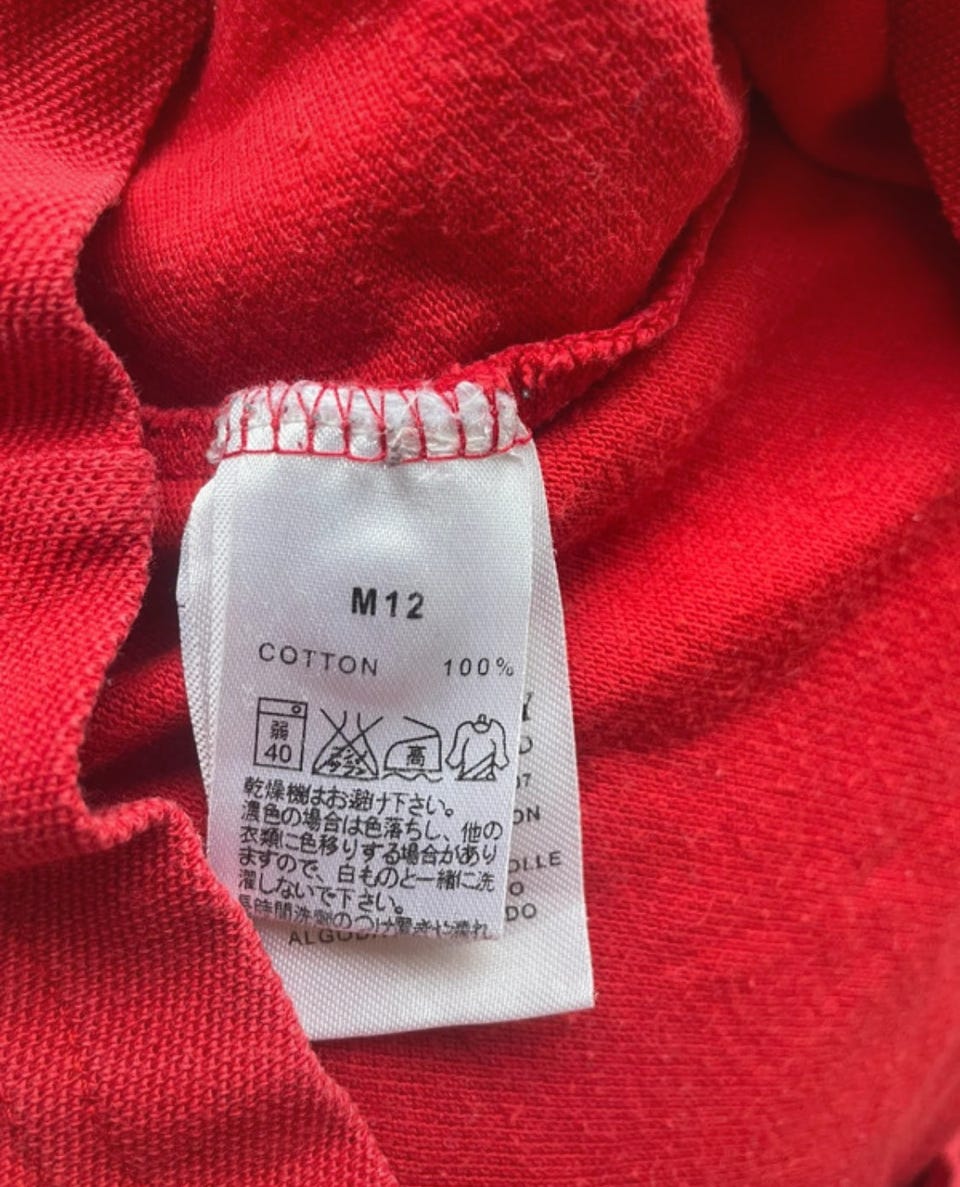 M12
COTTON 100%
弱
40
高
乾燥機はお避け下さい。
濃色の場合は色落ちし、他の
衣類に色移りする場合があり
ますので、白ものと一緒に洗
濯しないで下さい。
ON
OLLE
O
DO